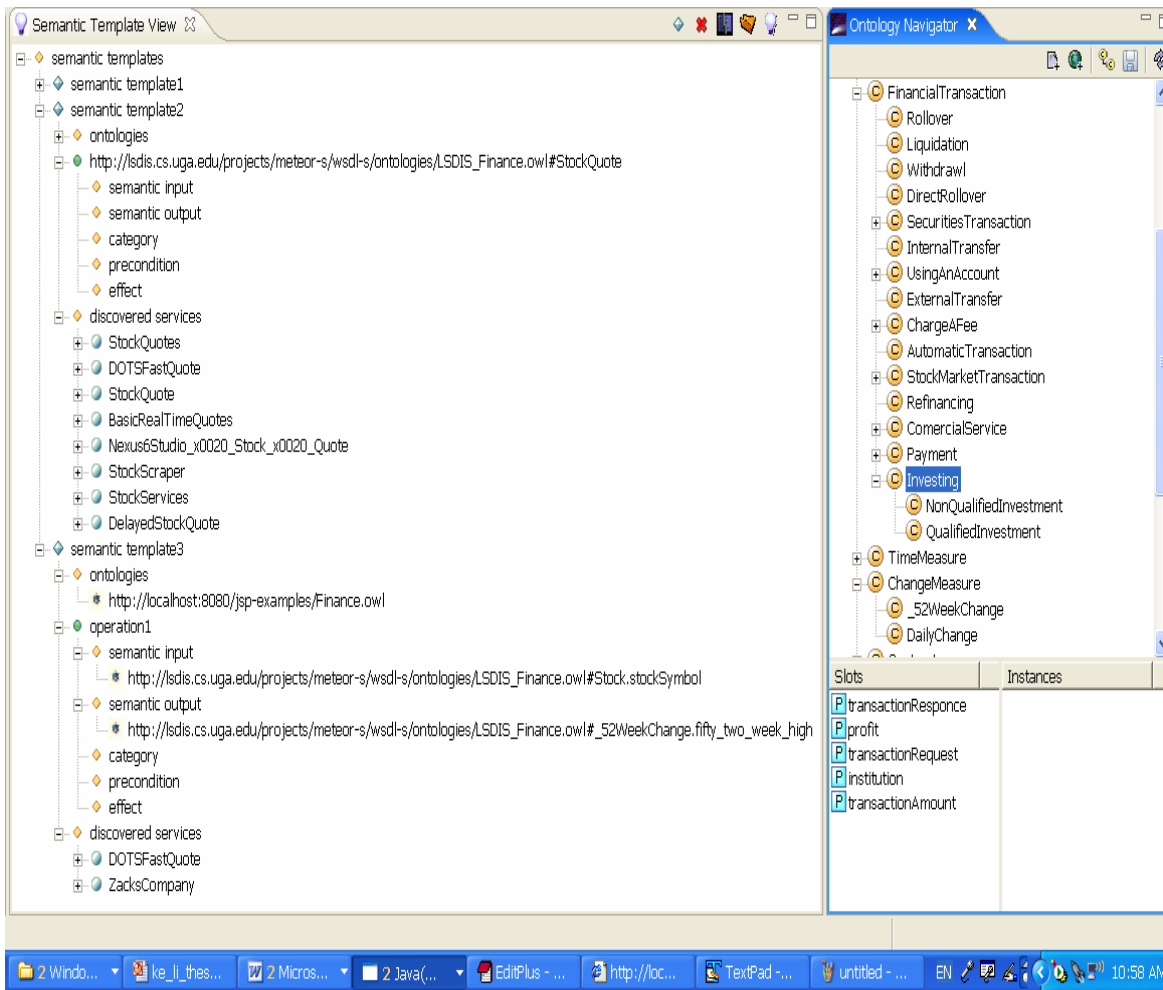 Semantic Template View
semantic templates
semantic template1
semantic template2
ontologies
http://lsdis.cs.uga.edu/projects/meteor-s/wsdl-s/ontologies/LSDIS_Finance.owl#StockQuote
semantic input
semantic output
category
precondition
effect
discovered services
StockQuotes
DOTSFastQuote
StockQuote
BasicRealTimeQuotes
Nexus6Studio_x0020_Stock_x0020_Quote
StockScraper
StockServices
DelayedStockQuote
semantic template3
ontologies
http://localhost:8080/jsp-examples/Finance.owl
operation1
semantic input
http://lsdis.cs.uga.edu/projects/meteor-s/wsdl-s/ontologies/LSDIS_Finance.owl#Stock.stockSymbol
semantic output
http://lsdis.cs.uga.edu/projects/meteor-s/wsdl-s/ontologies/LSDIS_Finance.owl#_52WeekChange.fifty_two_week_high
category
precondition
effect
discovered services
DOTSFastQuote
ZacksCompany
Ontology Navigator
C FinancialTransaction
C Rollover
C Liquidation
C Withdrawl
C DirectRollover
C SecuritiesTransaction
C InternalTransfer
C UsingAnAccount
C ExternalTransfer
C ChargeAFee
C AutomaticTransaction
C StockMarketTransaction
C Refinancing
C ComercialService
C Payment
C Investing
C NonQualifiedInvestment
C QualifiedInvestment
C TimeMeasure
C ChangeMeasure
C _52WeekChange
C DailyChange
Slots Instances
P transactionResponce
P profit
P transactionRequest
P institution
P transactionAmount
2 Windo... ke_li_thes... 2 Micros... 2 Java(... EditPlus - ... http://loc... TextPad -... untitled - ... EN 10:58 AM